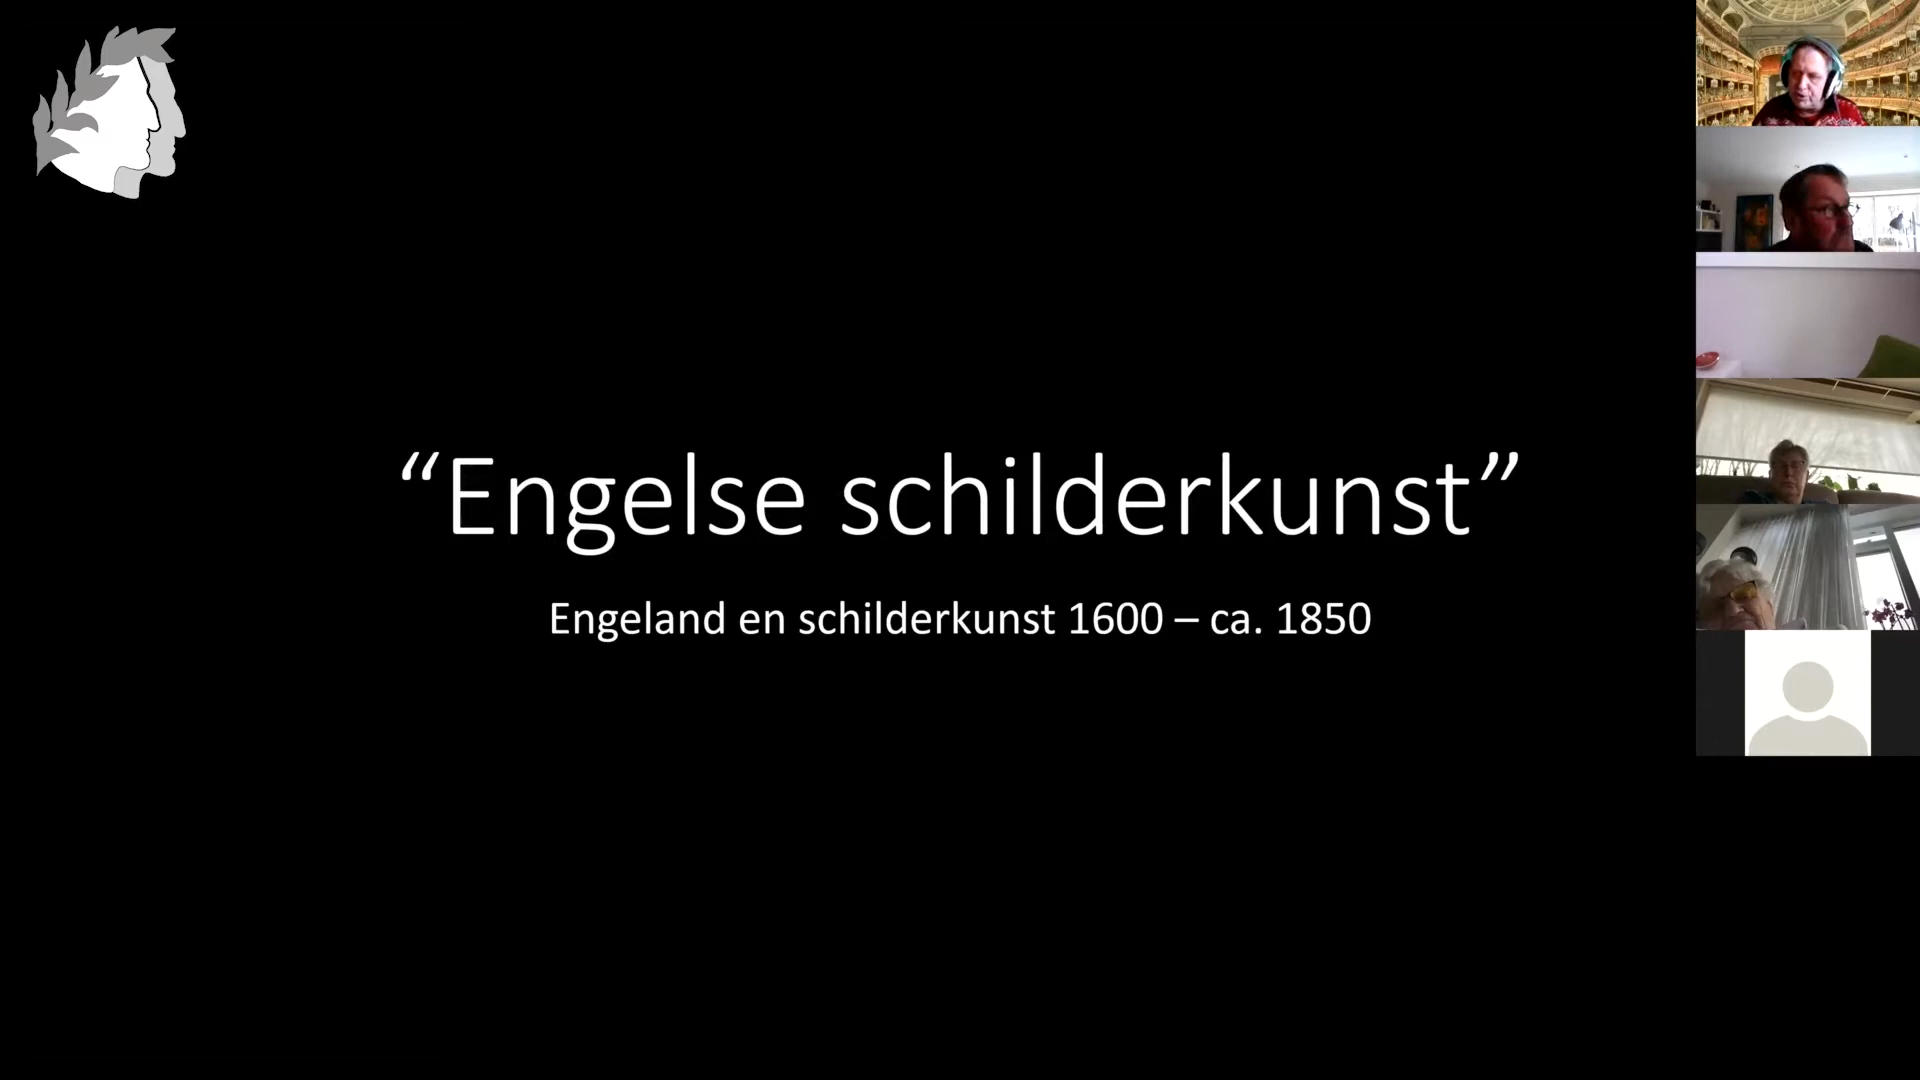 “Engelse schilderkunst”
Engeland en schilderkunst 1600 – ca. 1850